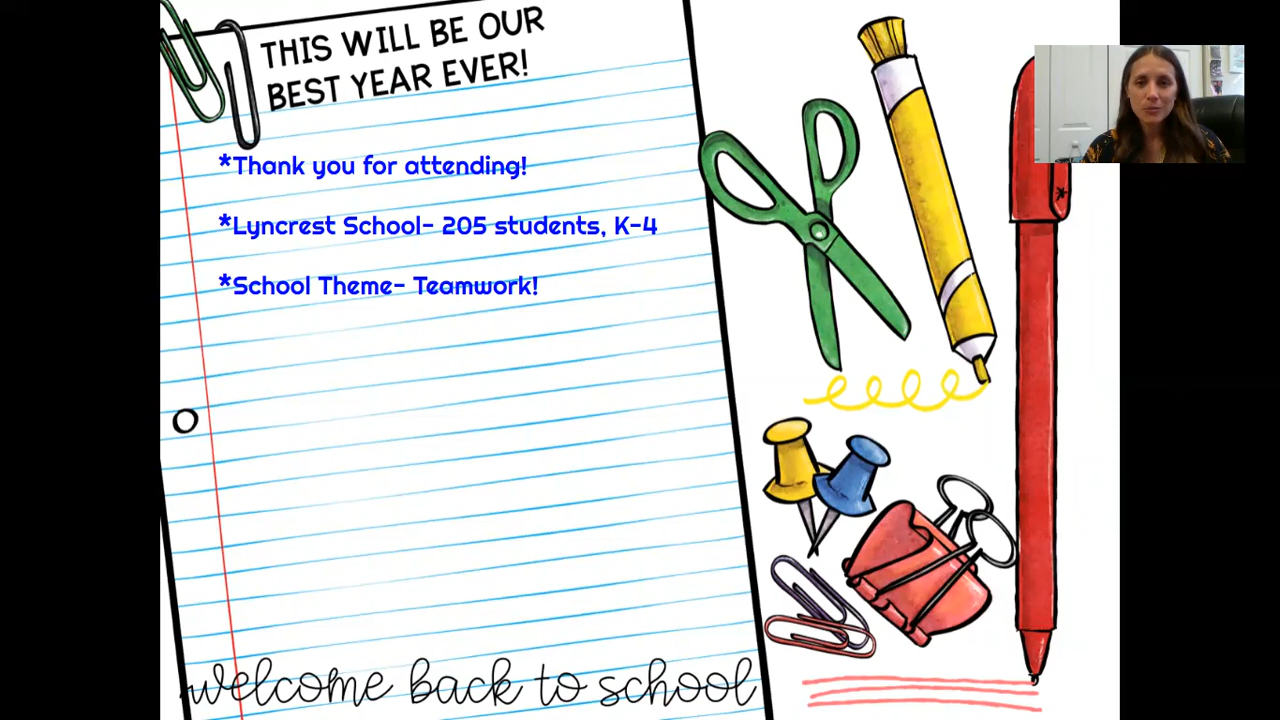 THIS WILL BE OUR
BEST YEAR EVER!
*Thank you for attending!
*Lyncrest School- 205 students, K-4
*School Theme- Teamwork!
welcome back to school